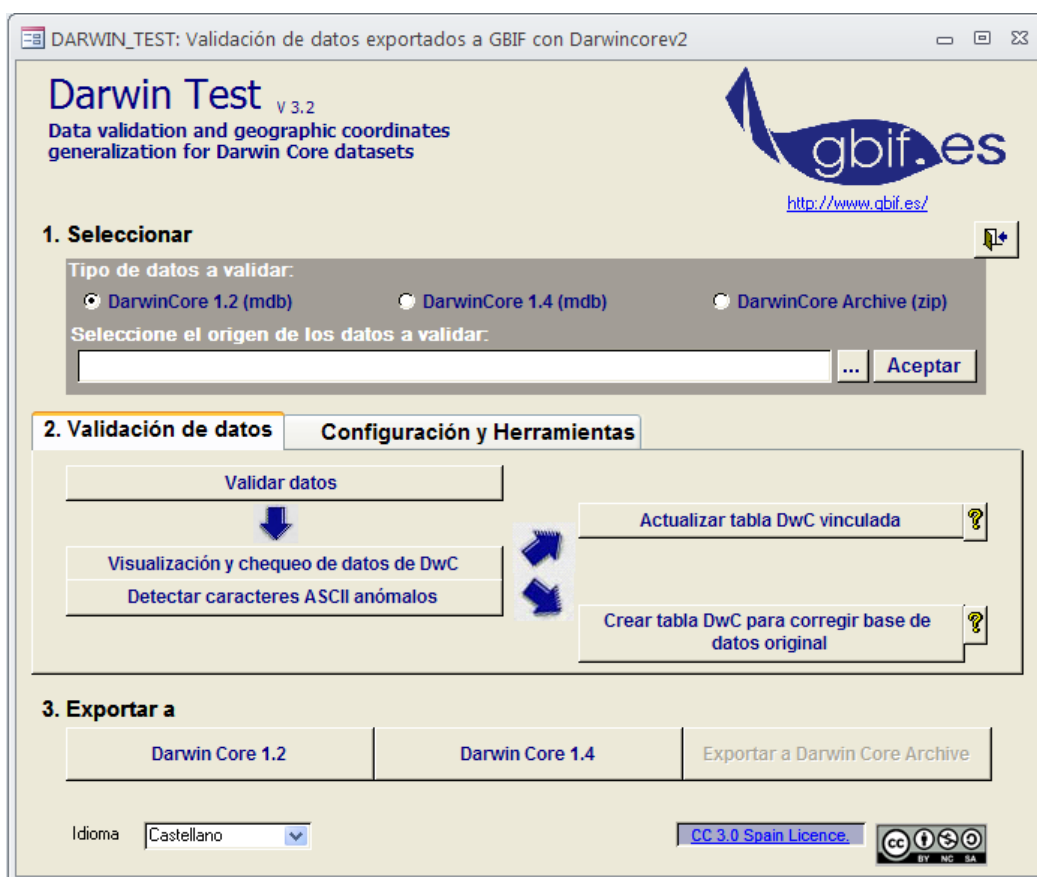 DARWIN_TEST: Validación de datos exportados a GBIF con Darwincorev2
Darwin Test V 3.2
Data validation and geographic coordinates
generalization for Darwin Core datasets
gbif.es
http://www.gbif.es/
1. Seleccionar
Tipo de datos a validar:
DarwinCore 1.2 (mdb)
DarwinCore 1.4 (mdb)
DarwinCore Archive (zip)
Seleccione el origen de los datos a validar:
...
Aceptar
2. Validación de datos
Configuración y Herramientas
Validar datos
Visualización y chequeo de datos de DwC
Detectar caracteres ASCII anómalos
Actualizar tabla DwC vinculada
?
Crear tabla DwC para corregir base de
datos original
?
3. Exportar a
Darwin Core 1.2
Darwin Core 1.4
Exportar a Darwin Core Archive
Idioma
Castellano
CC 3.0 Spain Licence.
cc
BY NC SA